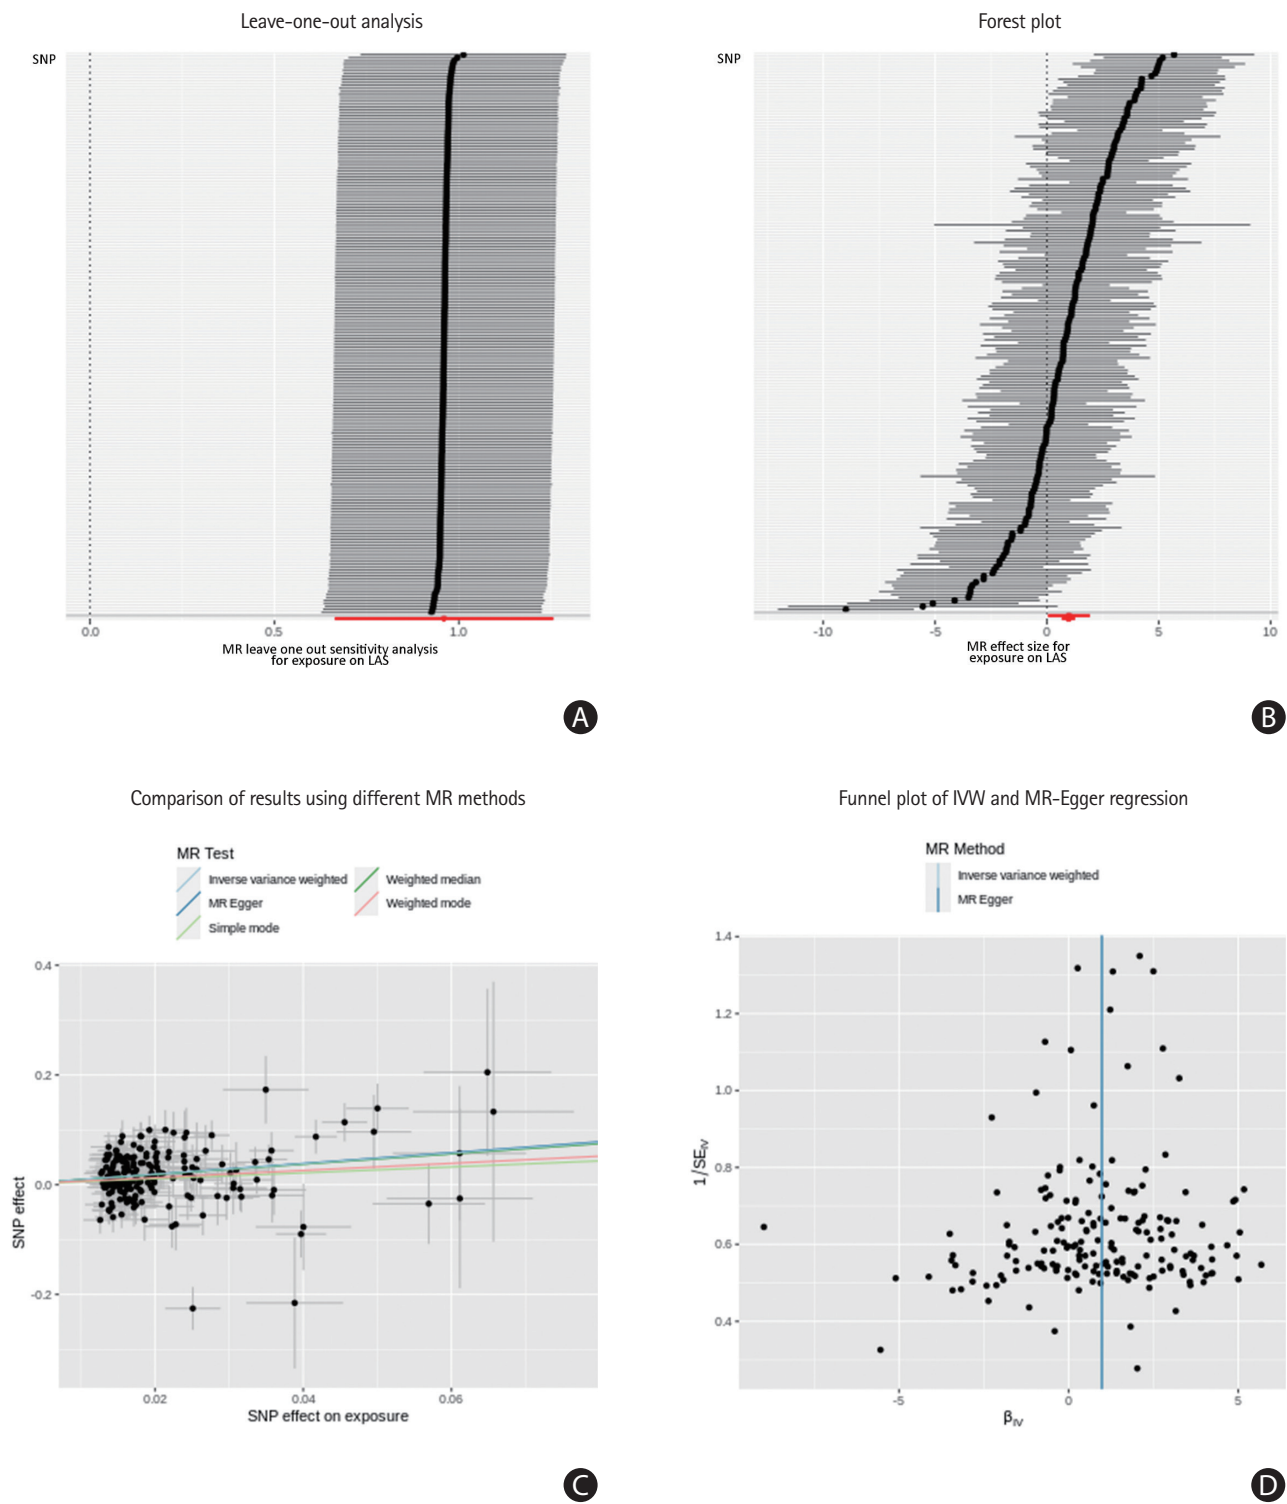 Leave-one-out analysis
SNP
0.0 0.5 1.0
MR leave one out sensitivity analysis
for exposure on LAS
A
Forest plot
SNP
-10 -5 0 5 10
MR effect size for
exposure on LAS
B
Comparison of results using different MR methods
MR Test
Inverse variance weighted
Weighted median
MR Egger
Weighted mode
Simple mode
0.4
0.2
0.0
-0.2
SNP effect
0.02 0.04 0.06
SNP effect on exposure
C
Funnel plot of IVW and MR-Egger regression
MR Method
Inverse variance weighted
MR Egger
1.4
1.2
1.0
0.8
0.6
0.4
1/SE_IV
-5 0 5
β_IV
D